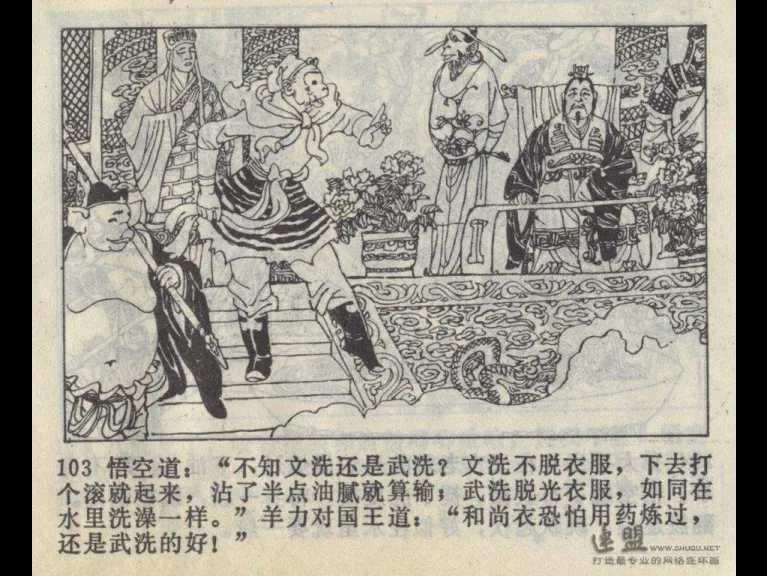 103 悟空道：“不知文洗还是武洗？文洗不脱衣服，下去打
个滚就起来，沾了半点油腻就算输；武洗脱光衣服，如同在
水里洗澡一样。”羊力对国王道：“和尚衣恐怕用药炼过，
还是武洗的好！”
连盟 WWW.SHUQU.NET
打造最专业的网络连环画